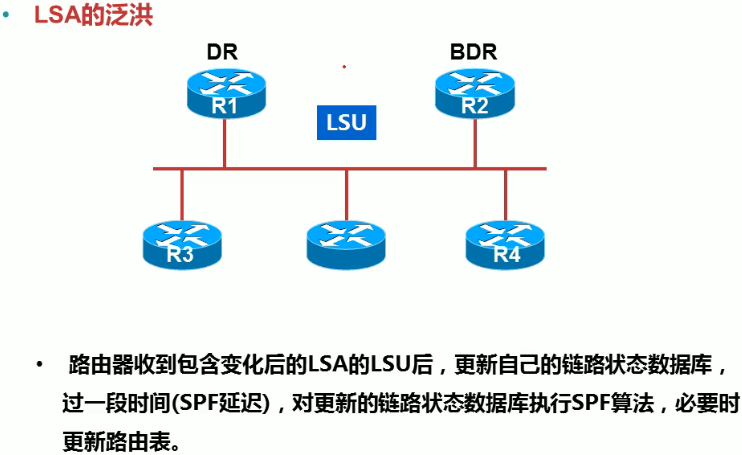 • LSA的泛洪
DR
BDR
R1
R2
LSU
R3
R4
• 路由器收到包含变化后的LSA的LSU后，更新自己的链路状态数据库，
过一段时间(SPF延迟)，对更新的链路状态数据库执行SPF算法，必要时
更新路由表。